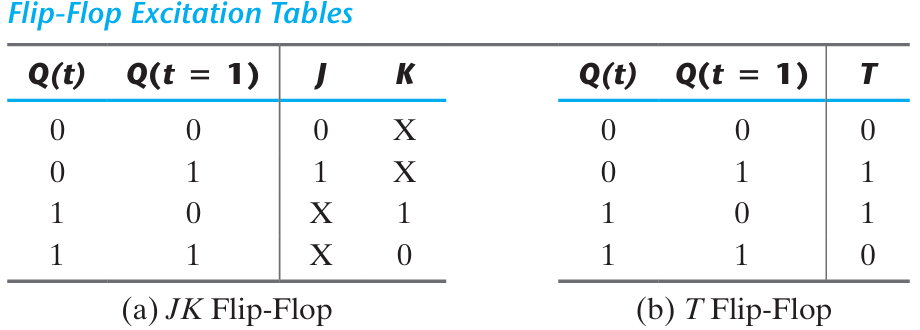 Flip-Flop Excitation Tables
Q(t) Q(t = 1) J K
0 0 0 X
0 1 1 X
1 0 X 1
1 1 X 0
(a) JK Flip-Flop
Q(t) Q(t = 1) T
0 0 0
0 1 1
1 0 1
1 1 0
(b) T Flip-Flop